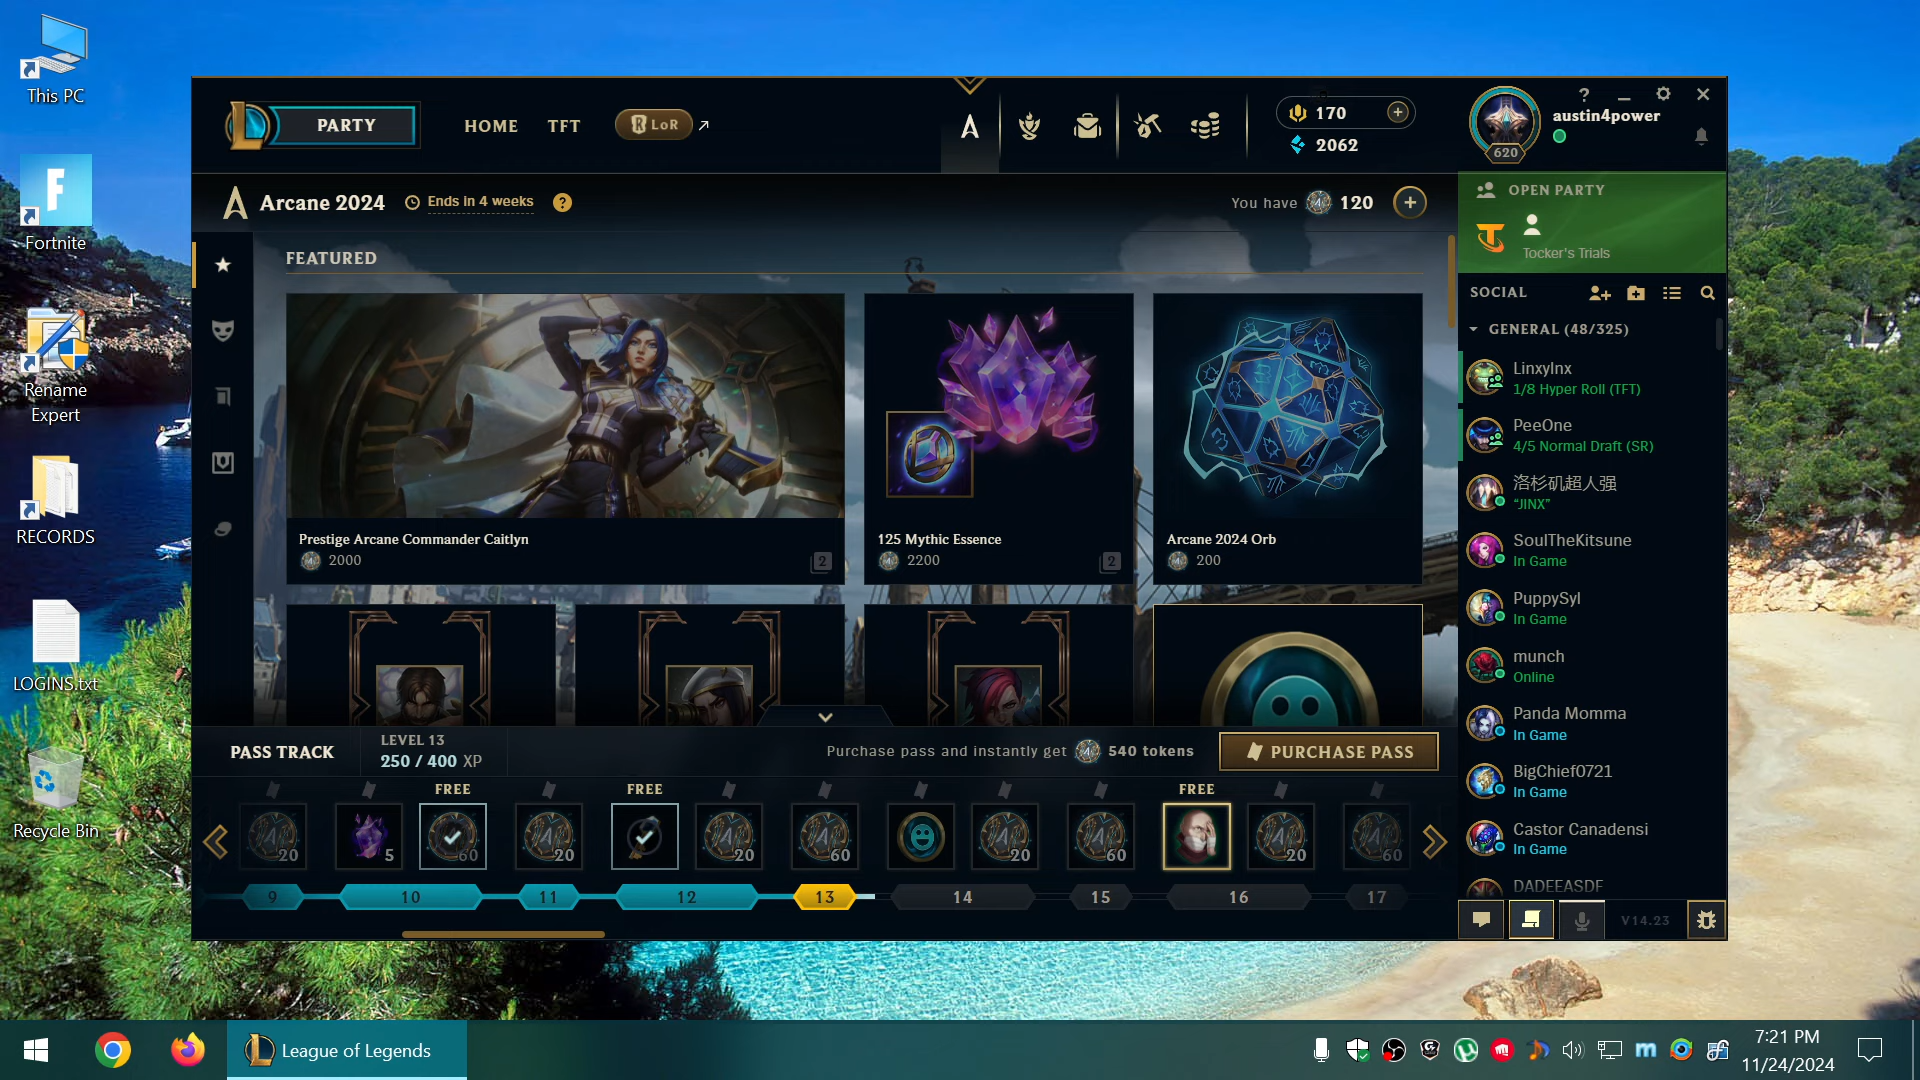 This PC
Fortnite
Rename
Expert
RECORDS
LOGINS.txt
Recycle Bin
PARTY
HOME
TFT
LoR
170
2062
620
austin4power
Arcane 2024
Ends in 4 weeks
?
You have 120
FEATURED
Prestige Arcane Commander Caitlyn
2000
2
125 Mythic Essence
2200
2
Arcane 2024 Orb
200
PASS TRACK
LEVEL 13
250 / 400 XP
Purchase pass and instantly get 540 tokens
PURCHASE PASS
FREE
FREE
FREE
20
5
60
20
20
60
20
60
20
60
9
10
11
12
13
14
15
16
17
OPEN PARTY
Tocker's Trials
SOCIAL
GENERAL (48/325)
LinxyInx
1/8 Hyper Roll (TFT)
PeeOne
4/5 Normal Draft (SR)
洛杉矶超人强
“JINX”
SoulTheKitsune
In Game
PuppySyl
In Game
munch
Online
Panda Momma
In Game
BigChief0721
In Game
Castor Canadensi
In Game
DADEEASDF
V14.23
League of Legends
7:21 PM
11/24/2024